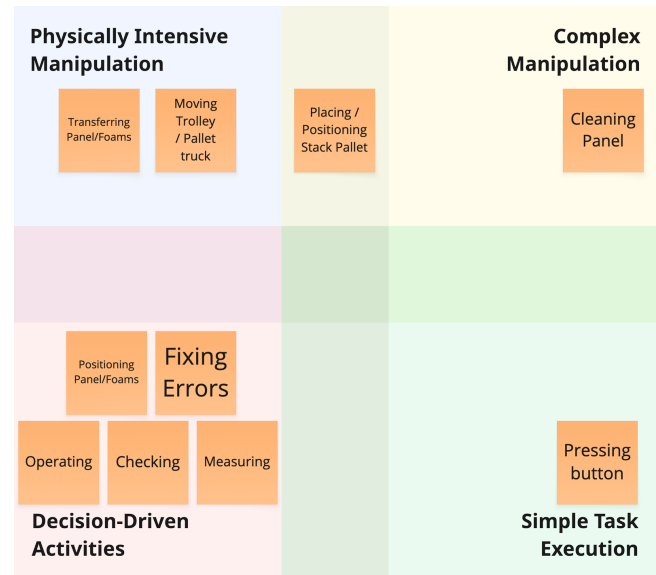 Physically Intensive
Manipulation
Complex
Manipulation
Transferring
Panel/Foams
Moving
Trolley
/ Pallet
truck
Placing /
Positioning
Stack Pallet
Cleaning
Panel
Positioning
Panel/Foams
Fixing
Errors
Operating
Checking
Measuring
Pressing
button
Decision-Driven
Activities
Simple Task
Execution